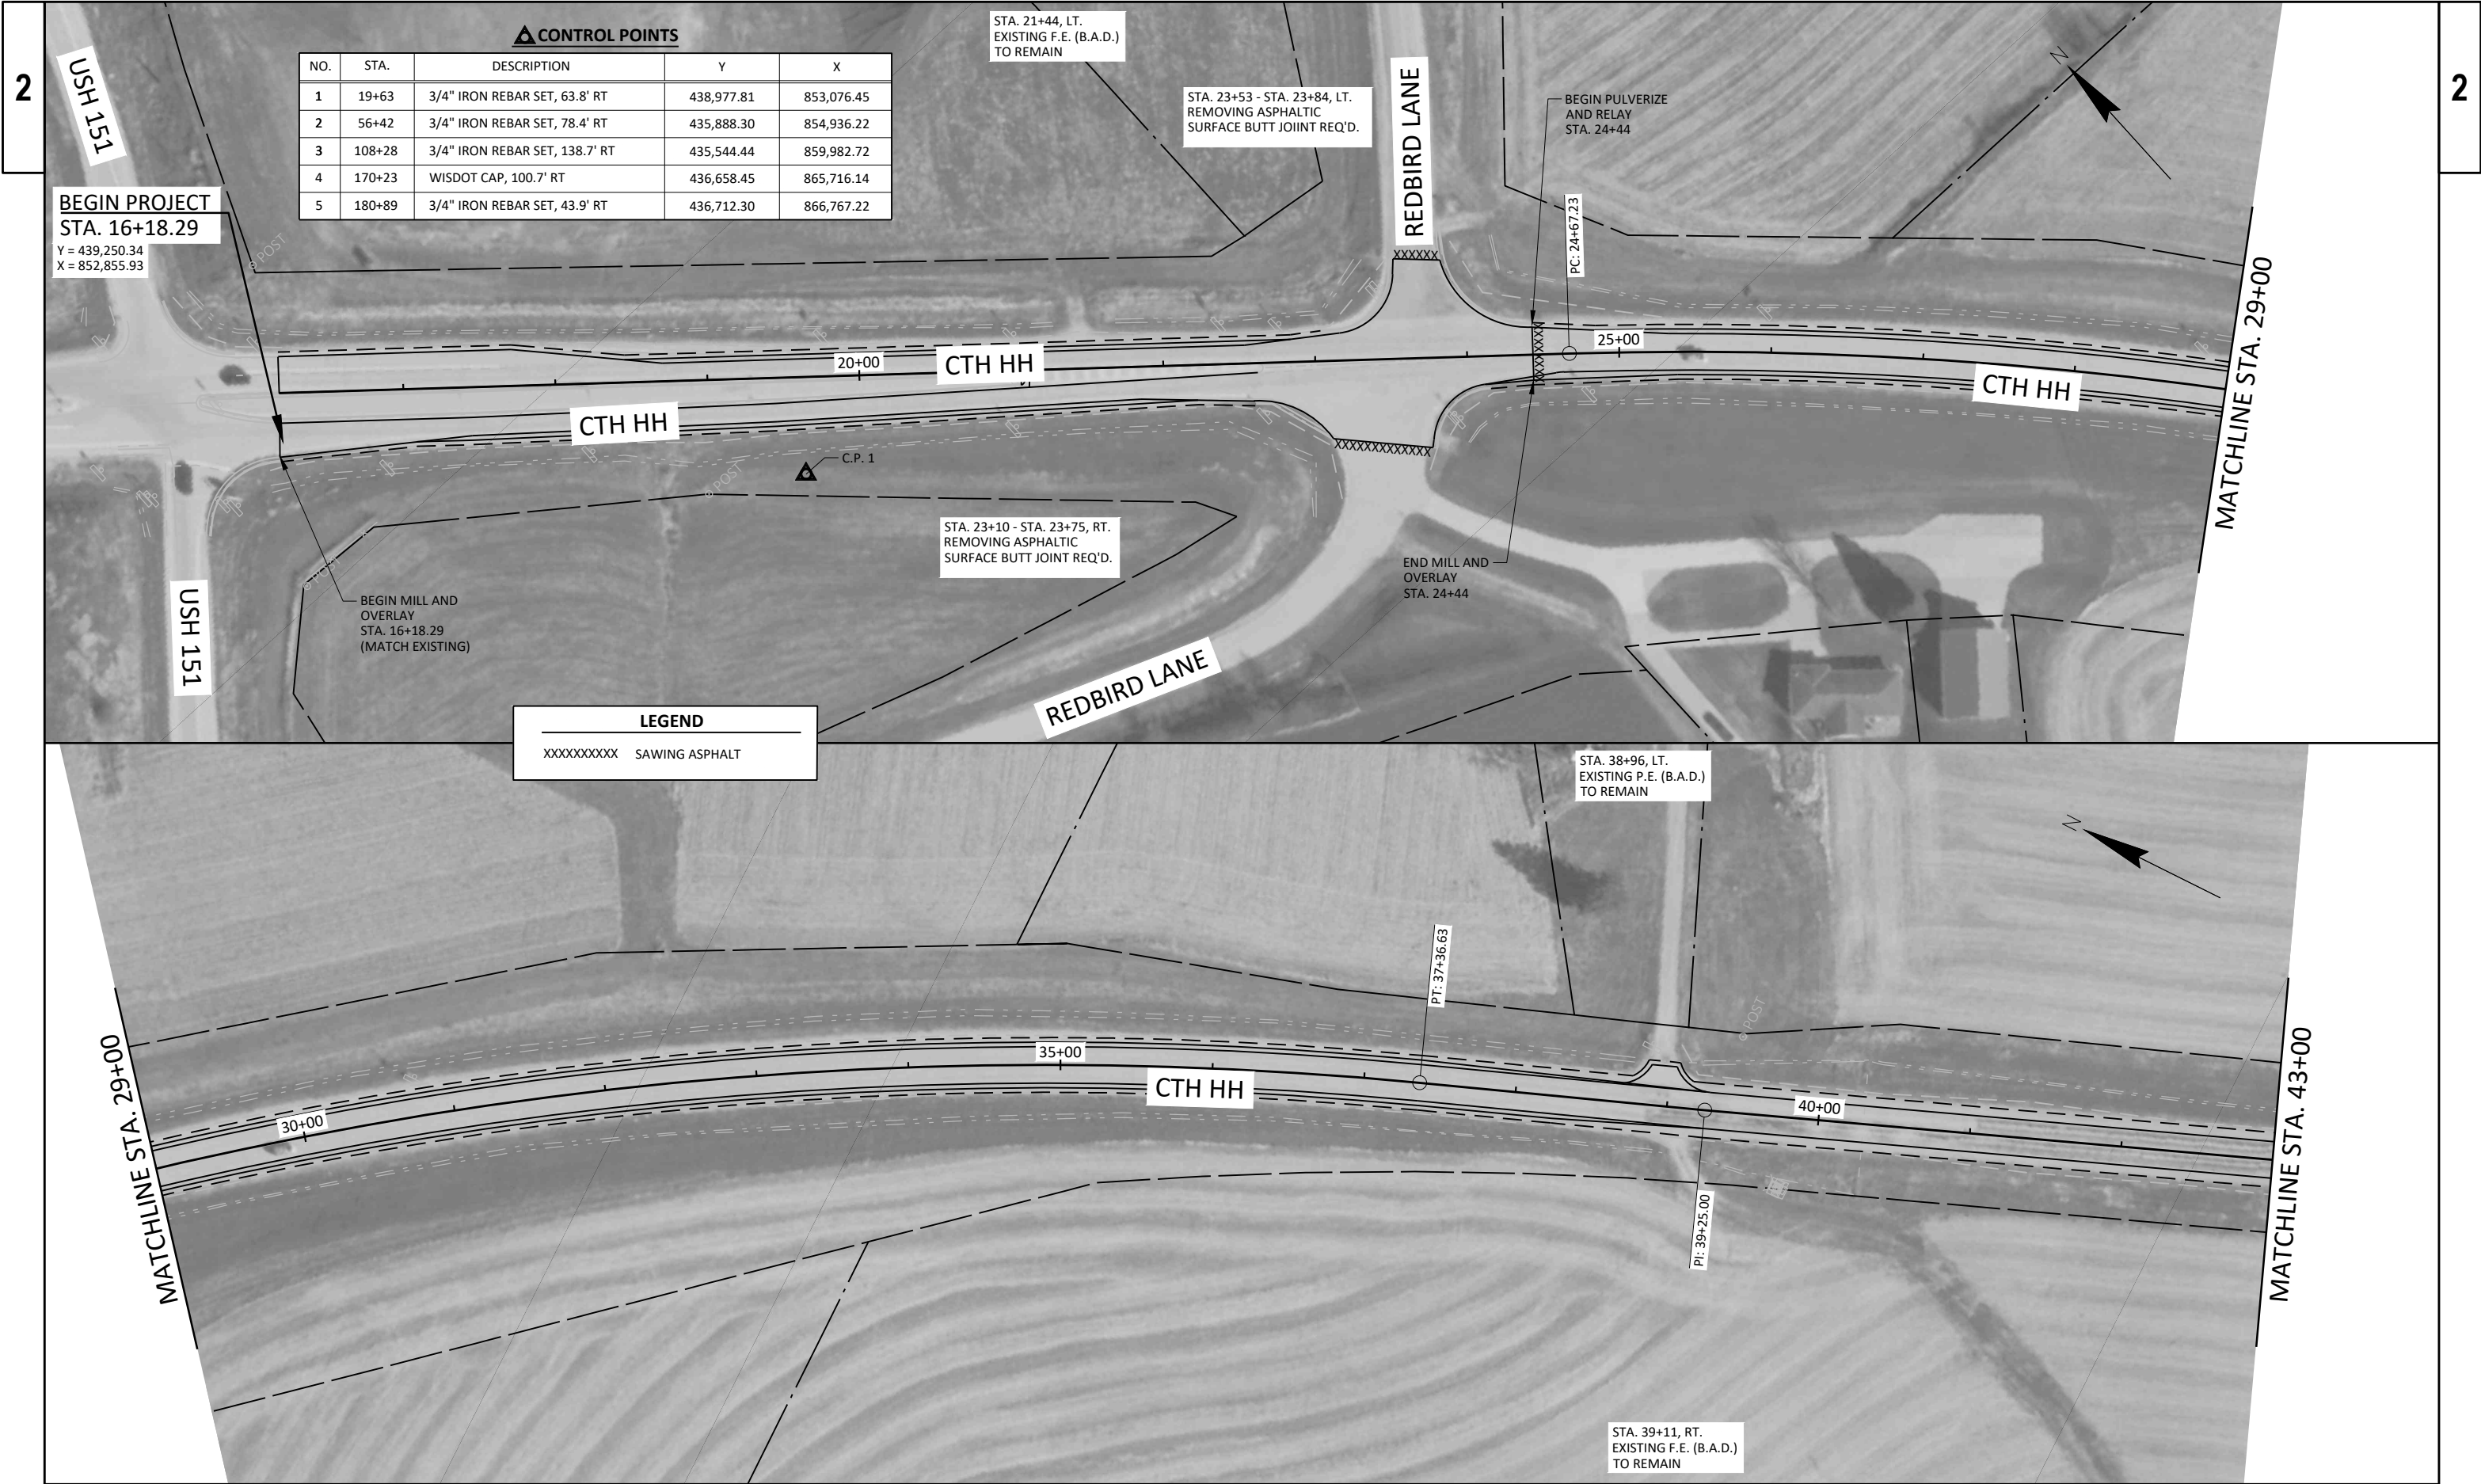 2
2
CONTROL POINTS
NO. STA. DESCRIPTION Y X
1 19+63 3/4" IRON REBAR SET, 63.8' RT 438,977.81 853,076.45
2 56+42 3/4" IRON REBAR SET, 78.4' RT 435,888.30 854,936.22
3 108+28 3/4" IRON REBAR SET, 138.7' RT 435,544.44 859,982.72
4 170+23 WISDOT CAP, 100.7' RT 436,658.45 865,716.14
5 180+89 3/4" IRON REBAR SET, 43.9' RT 436,712.30 866,767.22
USH 151
BEGIN PROJECT
STA. 16+18.29
Y = 439,250.34
X = 852,855.93
STA. 21+44, LT.
EXISTING F.E. (B.A.D.)
TO REMAIN
STA. 23+53 - STA. 23+84, LT.
REMOVING ASPHALTIC
SURFACE BUTT JOIINT REQ'D.
REDBIRD LANE
BEGIN PULVERIZE
AND RELAY
STA. 24+44
PC: 24+67.23
N
MATCHLINE STA. 29+00
POST
20+00
CTH HH
25+00
CTH HH
CTH HH
C.P. 1
POST
POST
STA. 23+10 - STA. 23+75, RT.
REMOVING ASPHALTIC
SURFACE BUTT JOINT REQ'D.
END MILL AND
OVERLAY
STA. 24+44
BEGIN MILL AND
OVERLAY
STA. 16+18.29
(MATCH EXISTING)
USH 151
REDBIRD LANE
LEGEND
XXXXXXXXXX SAWING ASPHALT
STA. 38+96, LT.
EXISTING P.E. (B.A.D.)
TO REMAIN
N
MATCHLINE STA. 29+00
30+00
35+00
CTH HH
PT: 37+36.63
POST
40+00
PI: 39+25.00
MATCHLINE STA. 43+00
STA. 39+11, RT.
EXISTING F.E. (B.A.D.)
TO REMAIN